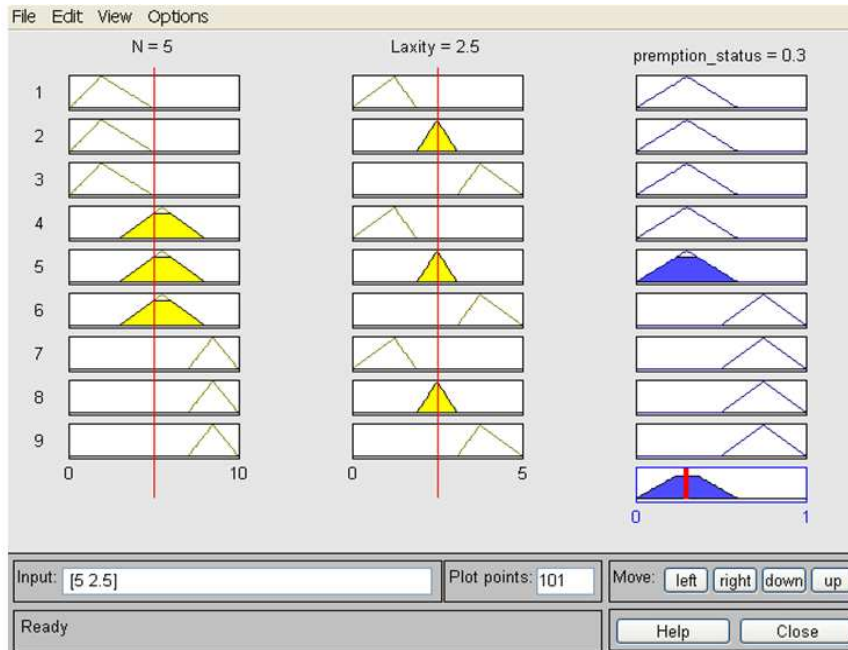 File Edit View Options
N = 5
Laxity = 2.5
premption_status = 0.3
1
2
3
4
5
6
7
8
9
0 10
0 5
0 1
Input: [5 2.5]
Plot points: 101
Move: left right down up
Ready
Help Close